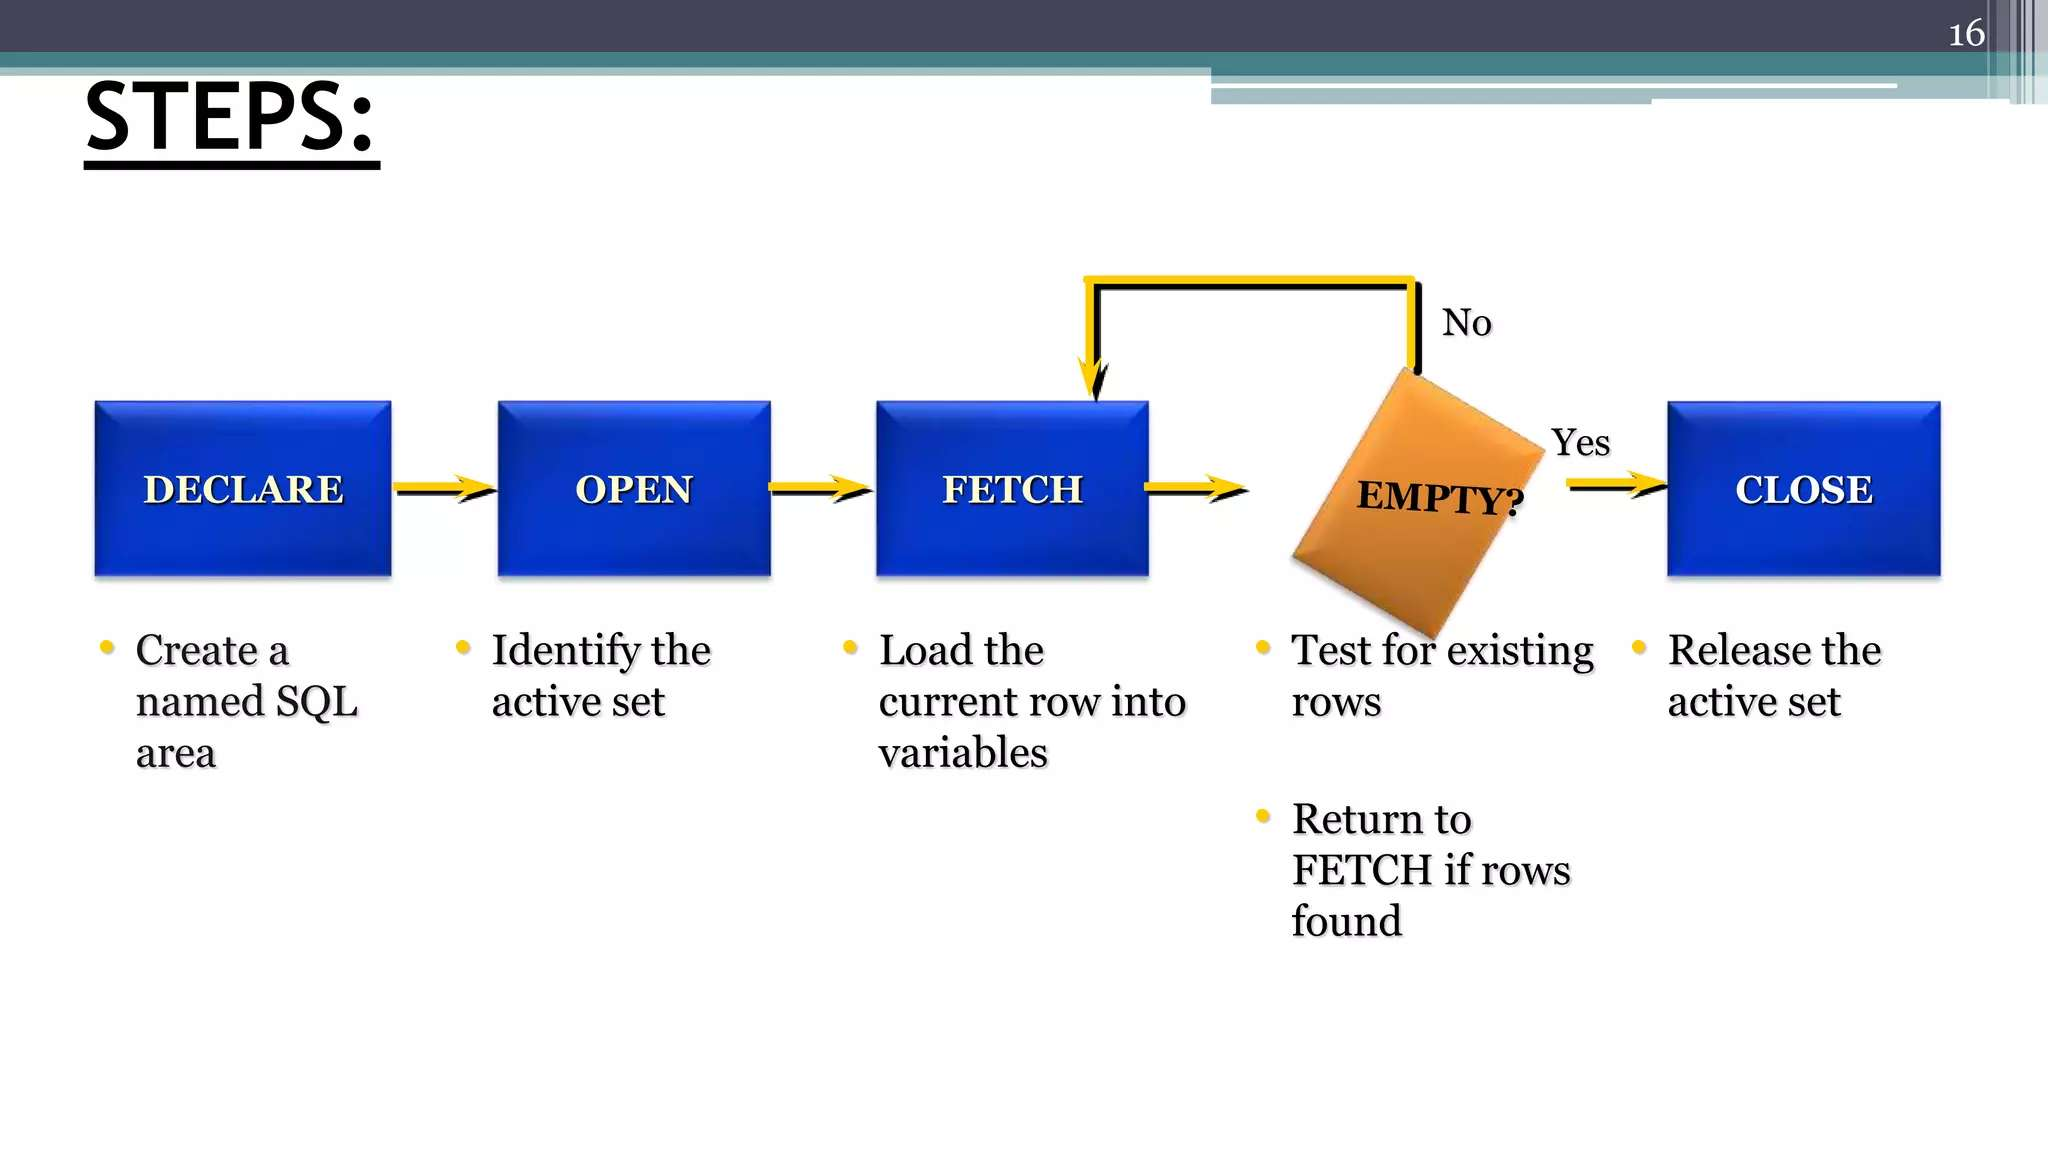 16
STEPS:
No
Yes
DECLARE
OPEN
FETCH
EMPTY?
CLOSE
• Create a
named SQL
area
• Identify the
active set
• Load the
current row into
variables
• Test for existing
rows
• Return to
FETCH if rows
found
• Release the
active set